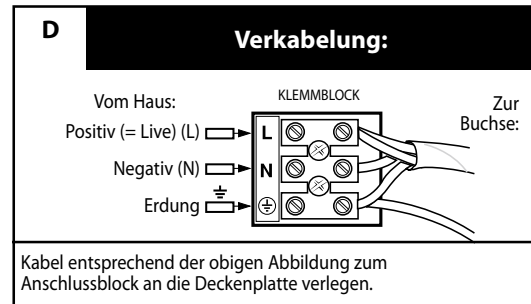 D
Verkabelung:
Vom Haus:
KLEMMBLOCK
Zur
Buchse:
Positiv (= Live) (L)
L
Negativ (N)
N
Erdung
Kabel entsprechend der obigen Abbildung zum
Anschlussblock an die Deckenplatte verlegen.